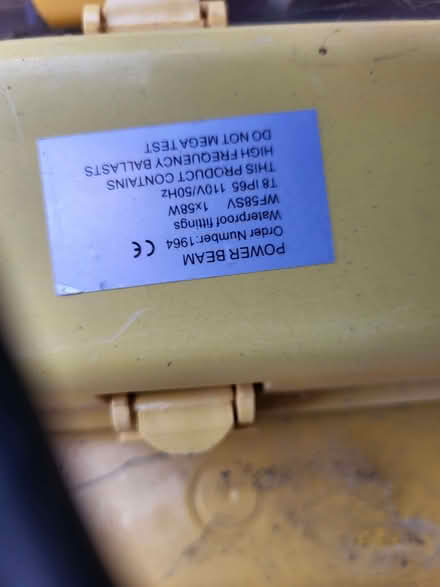 POWER BEAM
Order Number:1964 CE
Waterproof fittings
WF58SV 1x58W
T8 IP65 110V/50Hz
THIS PRODUCT CONTAINS
HIGH FREQUENCY BALLASTS
DO NOT MEGA TEST